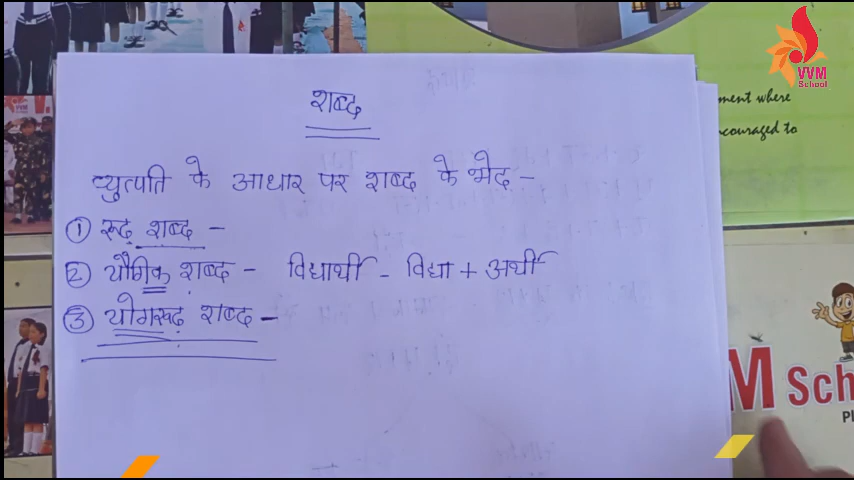 शब्द
व्युत्पति के आधार पर शब्द के भेद -
① रूढ़ शब्द -
② यौगिक शब्द - विद्यार्थी - विद्या + अर्थी
③ योगरूढ़ शब्द -
VVM
School
ment where
couraged to
M Sch